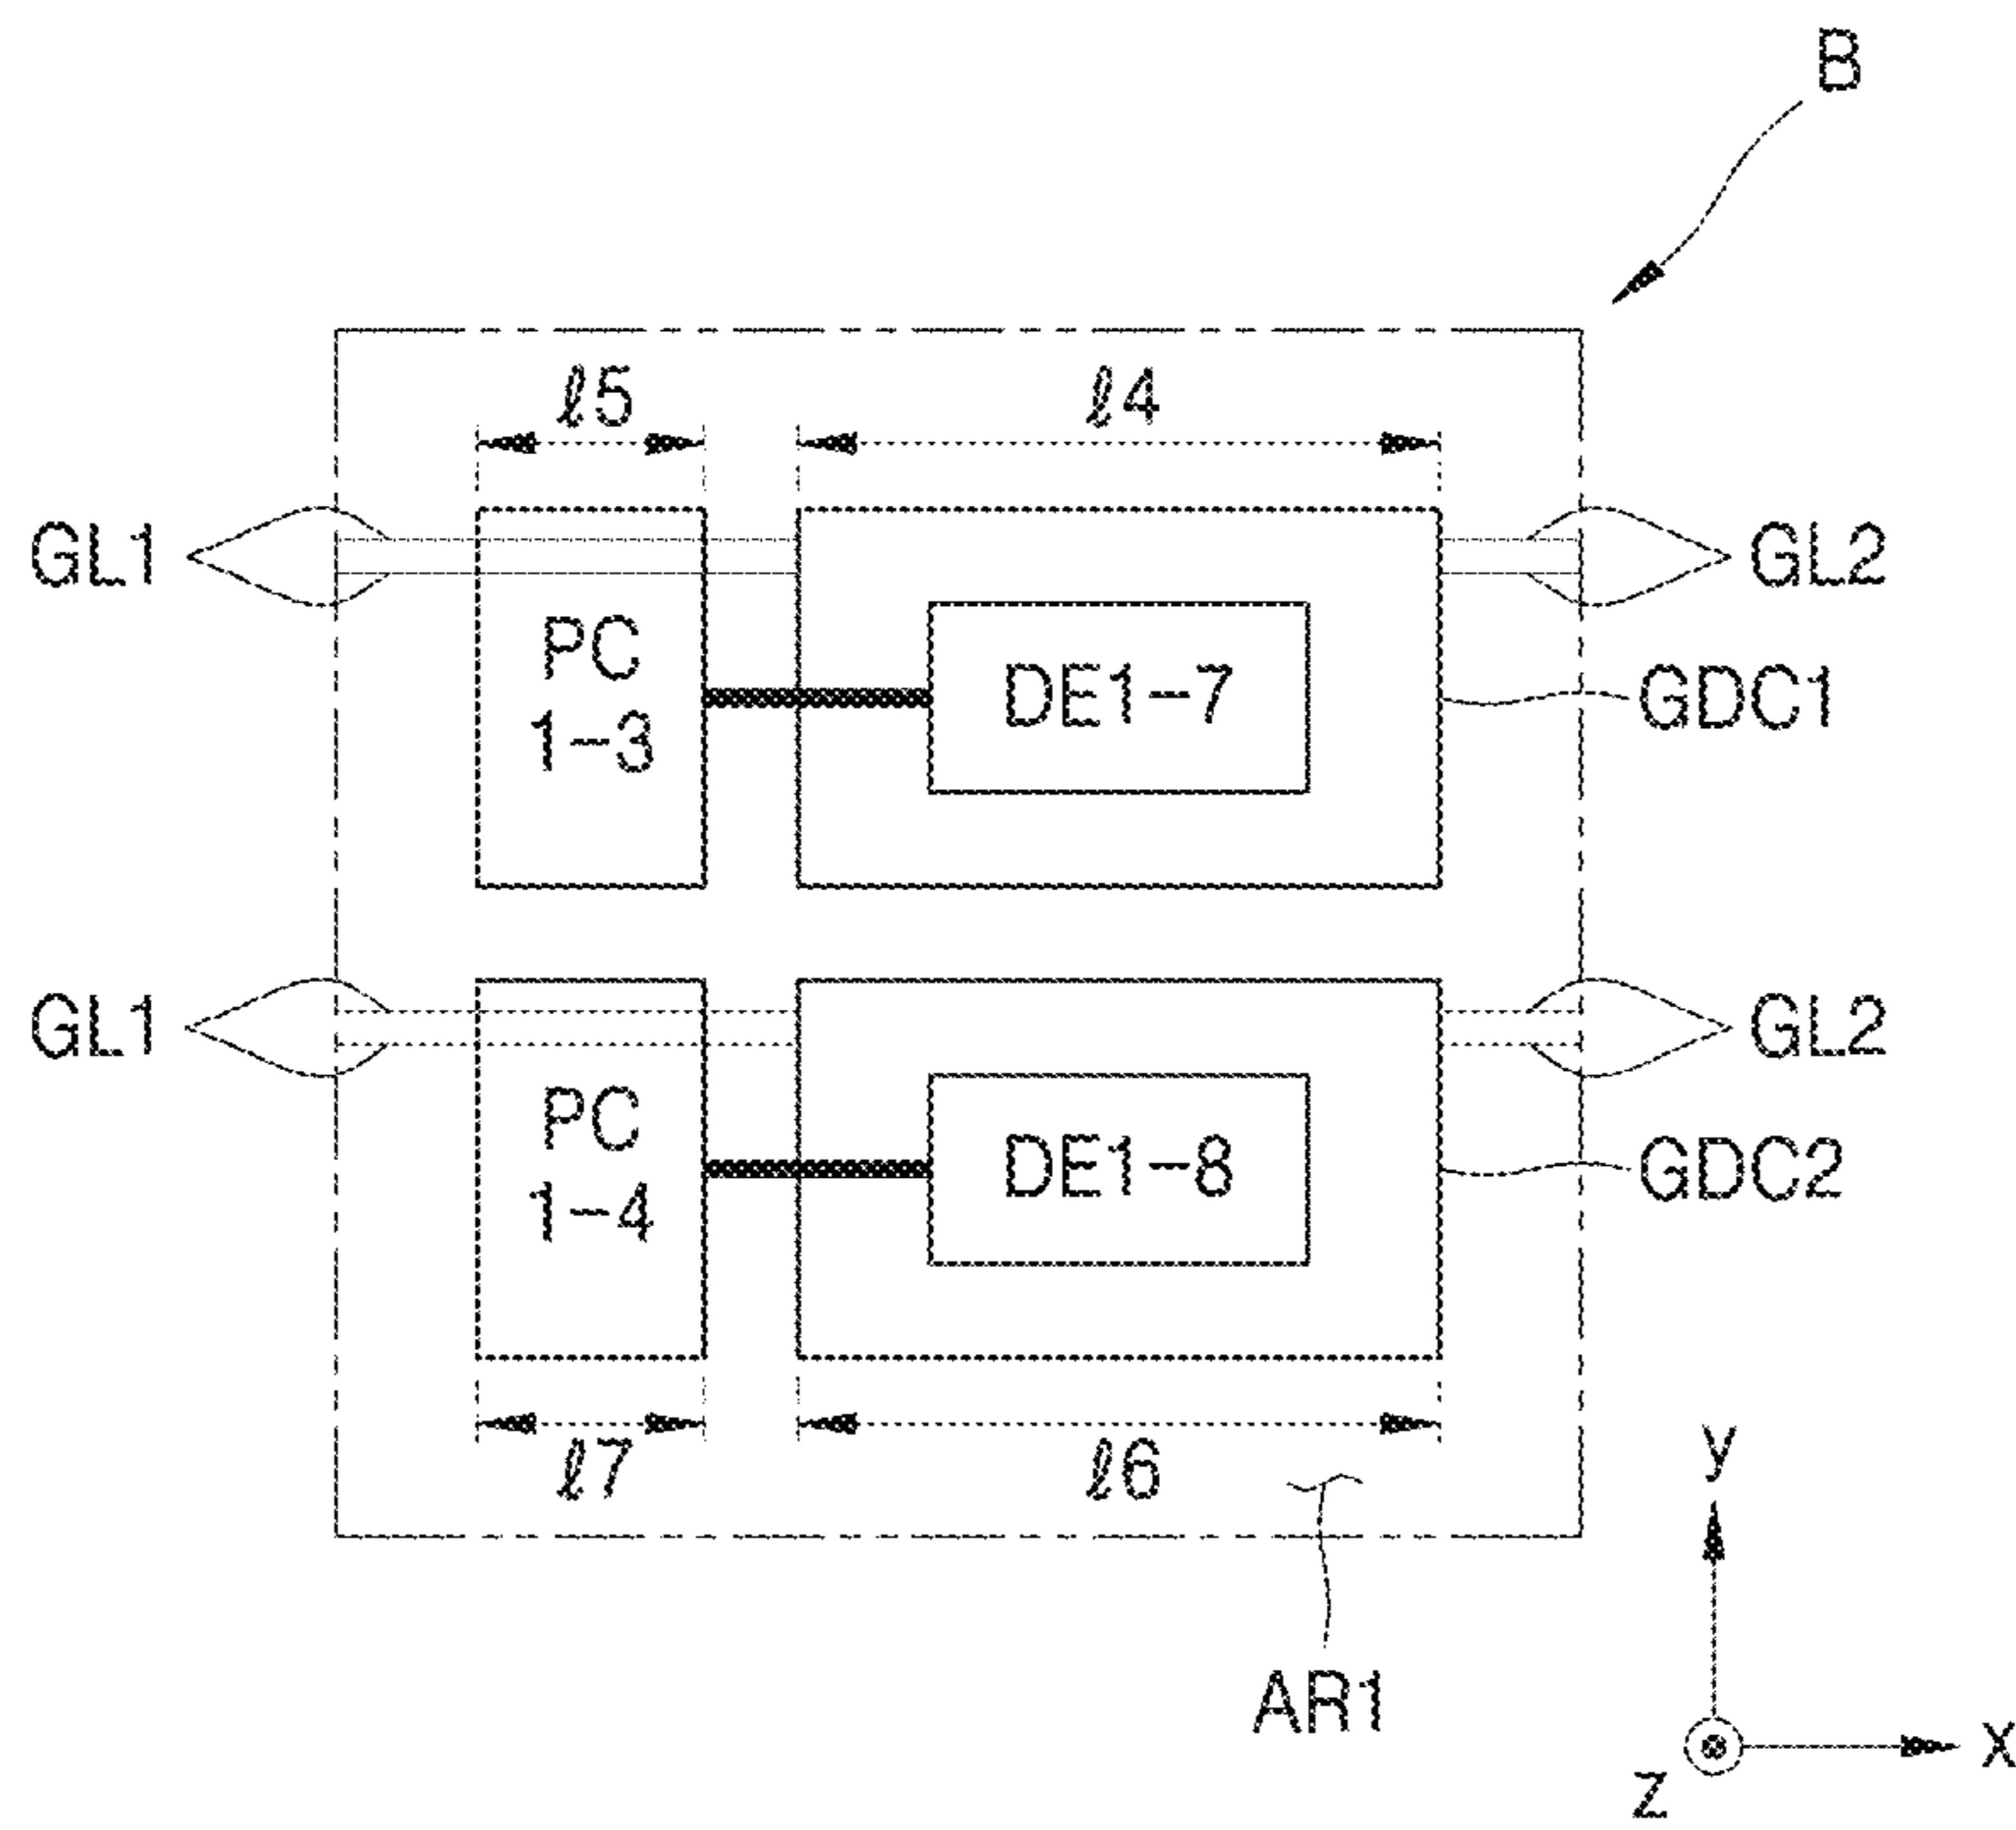 B
ℓ5 ℓ4
GL1 GL2
PC
1-3
DE1-7
GDC1
GL1 GL2
PC
1-4
DE1-8
GDC2
ℓ7 ℓ6
AR1
y
x
z